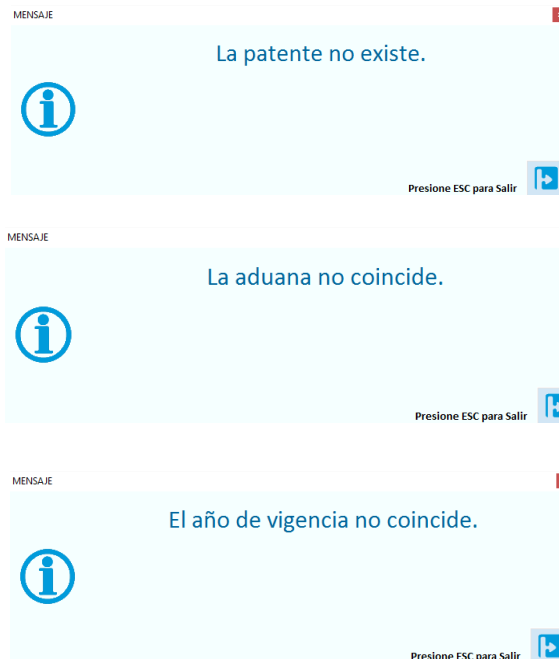 MENSAJE
La patente no existe.
Presione ESC para Salir
MENSAJE
La aduana no coincide.
Presione ESC para Salir
MENSAJE
El año de vigencia no coincide.
Presione ESC para Salir